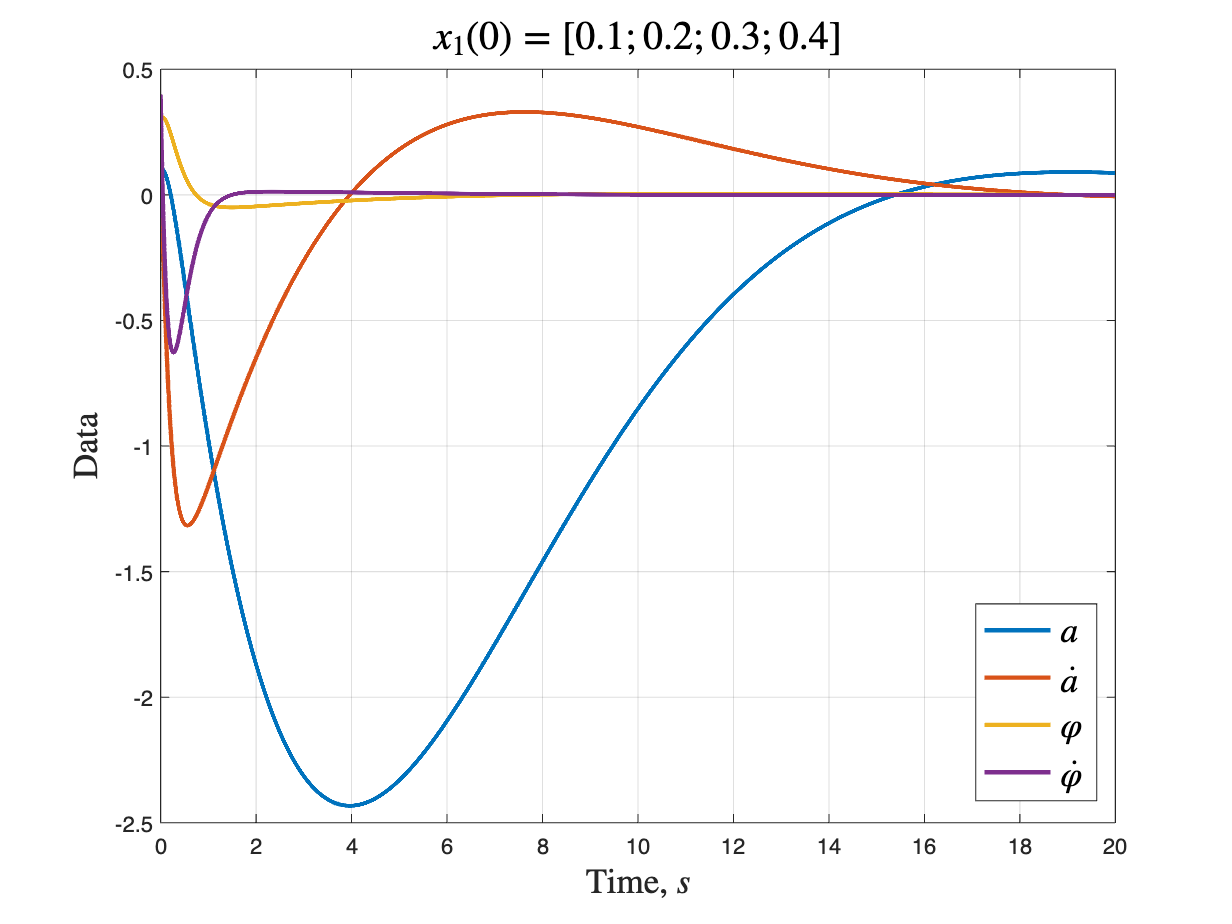 x₁(0) = [0.1; 0.2; 0.3; 0.4]
0.5
0
-0.5
-1
-1.5
-2
-2.5
Data
0 2 4 6 8 10 12 14 16 18 20
Time, s
a
ȧ
φ
φ̇